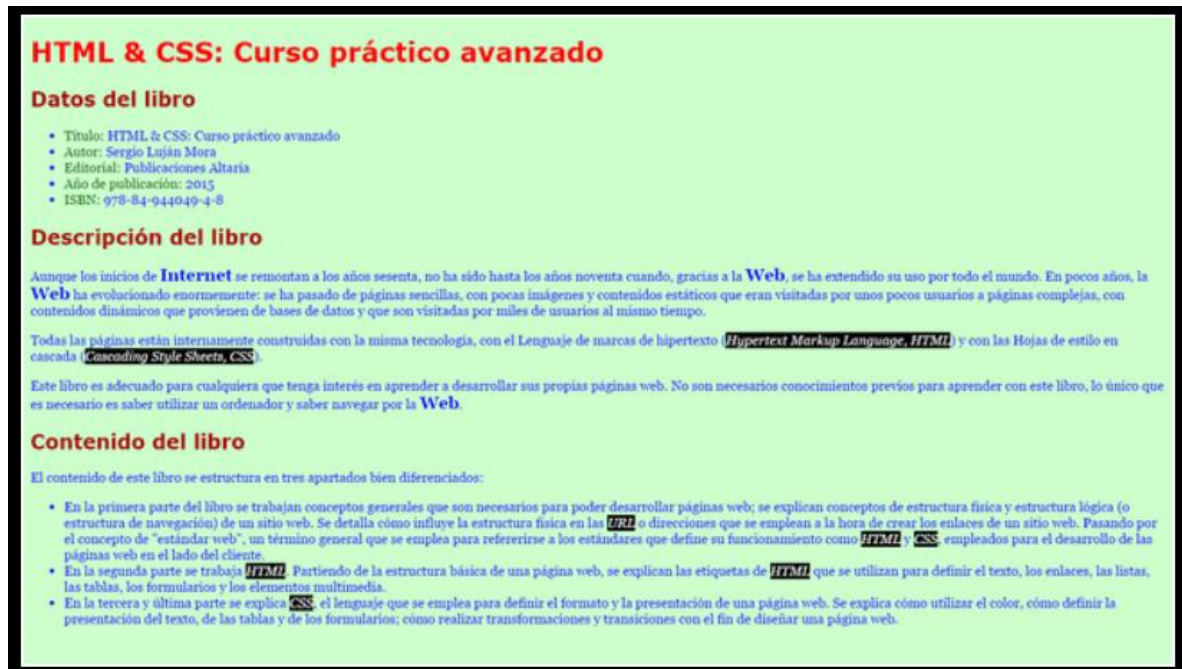 HTML & CSS: Curso práctico avanzado
Datos del libro
• Título: HTML & CSS: Curso práctico avanzado
• Autor: Sergio Luján Mora
• Editorial: Publicaciones Altaria
• Año de publicación: 2015
• ISBN: 978-84-944049-4-8
Descripción del libro
Aunque los inicios de Internet se remontan a los años sesenta, no ha sido hasta los años noventa cuando, gracias a la Web, se ha extendido su uso por todo el mundo. En pocos años, la
Web ha evolucionado enormemente: se ha pasado de páginas sencillas, con pocas imágenes y contenidos estáticos que eran visitadas por unos pocos usuarios a páginas complejas, con
contenidos dinámicos que provienen de bases de datos y que son visitadas por miles de usuarios al mismo tiempo.
Todas las páginas están internamente construidas con la misma tecnología, con el Lenguaje de marcas de hipertexto (Hypertext Markup Language, HTML) y con las Hojas de estilo en
cascada (Cascading Style Sheets, CSS).
Este libro es adecuado para cualquiera que tenga interés en aprender a desarrollar sus propias páginas web. No son necesarios conocimientos previos para aprender con este libro, lo único que
es necesario es saber utilizar un ordenador y saber navegar por la Web.
Contenido del libro
El contenido de este libro se estructura en tres apartados bien diferenciados:
• En la primera parte del libro se trabajan conceptos generales que son necesarios para poder desarrollar páginas web; se explican conceptos de estructura física y estructura lógica (o
estructura de navegación) de un sitio web. Se detalla cómo influye la estructura física en las URL o direcciones que se emplean a la hora de crear los enlaces de un sitio web. Pasando por
el concepto de "estándar web", un término general que se emplea para refererirse a los estándares que define su funcionamiento como HTML y CSS, empleados para el desarrollo de las
páginas web en el lado del cliente.
• En la segunda parte se trabaja HTML. Partiendo de la estructura básica de una página web, se explican las etiquetas de HTML que se utilizan para definir el texto, los enlaces, las listas,
las tablas, los formularios y los elementos multimedia.
• En la tercera y última parte se explica CSS, el lenguaje que se emplea para definir el formato y la presentación de una página web. Se explica cómo utilizar el color, cómo definir la
presentación del texto, de las tablas y de los formularios; cómo realizar transformaciones y transiciones con el fin de diseñar una página web.